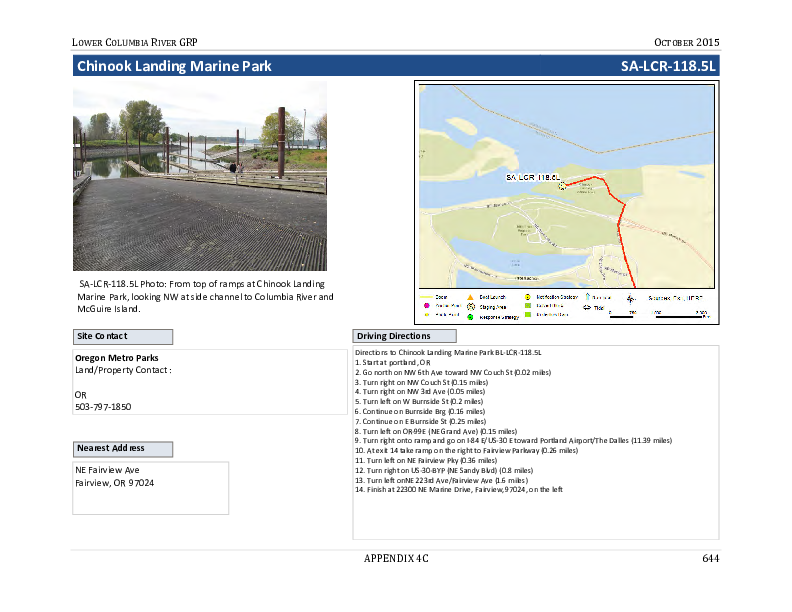 LOWER COLUMBIA RIVER GRP
OCTOBER 2015
Chinook Landing Marine Park
SA-LCR-118.5L
SA-LCR-118.5L
SA-LCR-118.5L Photo: From top of ramps at Chinook Landing
Marine Park, looking NW at side channel to Columbia River and
McGuire Island.
Boom
Boat Launch
Notification Strategy
Staging Area
Response Strategy
Tidal
Site Contact
Oregon Metro Parks
Land/Property Contact :
OR
503-797-1850
Nearest Address
NE Fairview Ave
Fairview, OR 97024
Driving Directions
Directions to Chinook Landing Marine Park BL-LCR-118.5L
1. Start at portland, OR
2. Go north on NW 6th Ave toward NW Couch St (0.02 miles)
3. Turn right on NW Couch St (0.15 miles)
4. Turn right on NW 3rd Ave (0.05 miles)
5. Turn left on W Burnside St (0.2 miles)
6. Continue on Burnside Brg (0.16 miles)
7. Continue on E Burnside St (0.25 miles)
8. Turn left on OR-99E (NE Grand Ave) (0.15 miles)
9. Turn right onto ramp and go on I-84 E/US-30 E toward Portland Airport/The Dalles (11.39 miles)
10. At exit 14 take ramp on the right to Fairview Parkway (0.26 miles)
11. Turn left on NE Fairview Pky (0.36 miles)
12. Turn right on US-30-BYP (NE Sandy Blvd) (0.8 miles)
13. Turn left onNE 223rd Ave/Fairview Ave (1.6 miles)
14. Finish at 22300 NE Marine Drive, Fairview, 97024, on the left
APPENDIX 4C
644